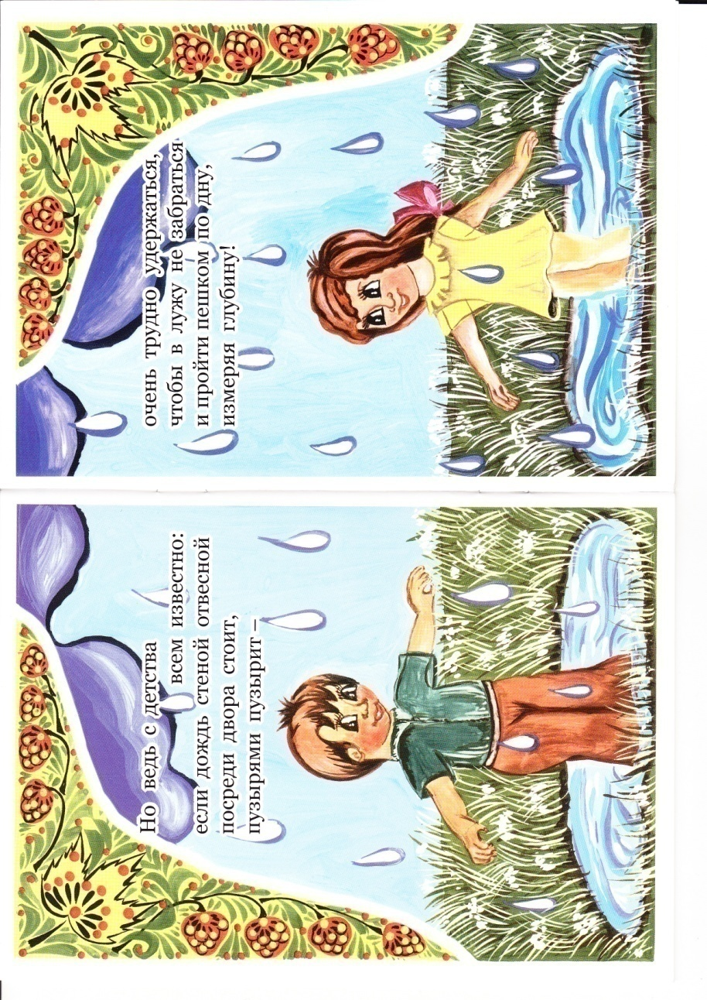 Но ведь с детства
всем известно:
если дождь стеной отвесной
посреди двора стоит,
пузырями пузырит –
очень трудно удержаться,
чтобы в лужу не забраться
и пройти пешком по дну,
измеряя глубину!